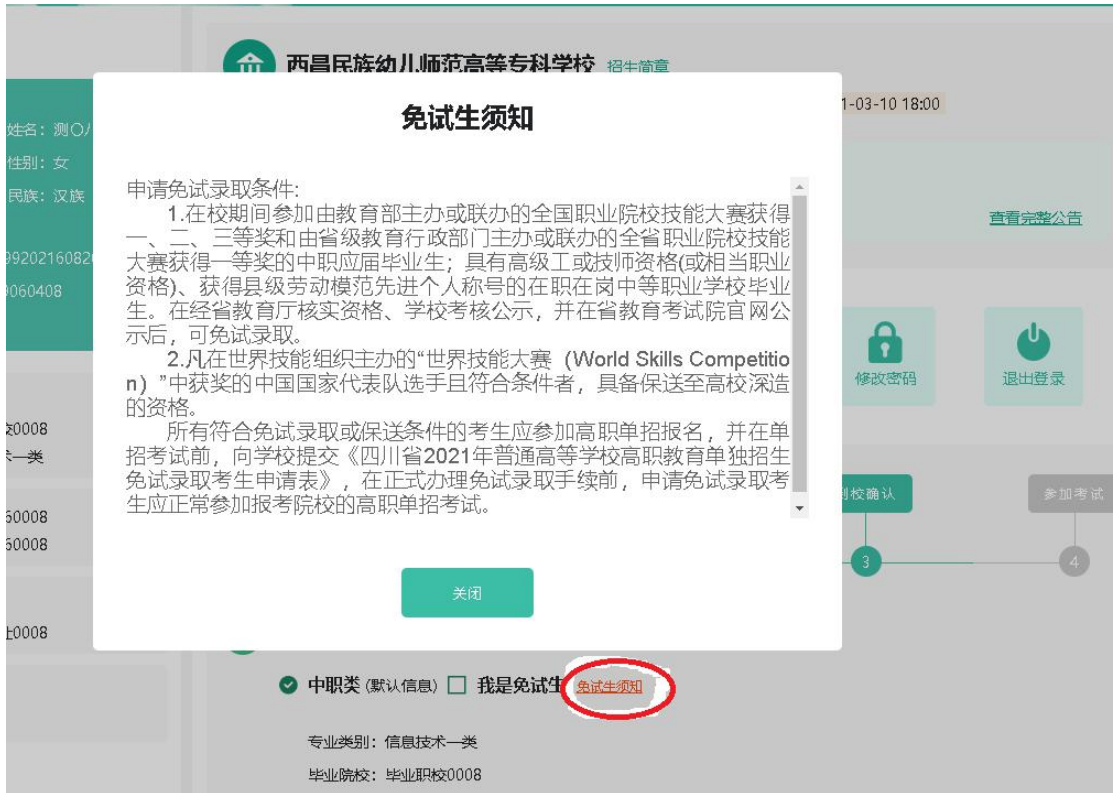 西昌民族幼儿师范高等专科学校 招生简章
1-03-10 18:00
姓名：测〇八
性别：女
民族：汉族
060408
查看完整公告
修改密码
退出登录
免试生须知
申请免试录取条件:
1.在校期间参加由教育部主办或联办的全国职业院校技能大赛获得
一、二、三等奖和由省级教育行政部门主办或联办的全省职业院校技能
大赛获得一等奖的中职应届毕业生；具有高级工或技师资格(或相当职业
资格)、获得县级劳动模范先进个人称号的在职在岗中等职业学校毕业
生。在经省教育厅核实资格、学校考核公示，并在省教育考试院官网公
示后，可免试录取。
2.凡在世界技能组织主办的“世界技能大赛（World Skills Competitio
n）”中获奖的中国国家代表队选手且符合条件者，具备保送至高校深造
的资格。
所有符合免试录取或保送条件的考生应参加高职单招报名，并在单
招考试前，向学校提交《四川省2021年普通高等学校高职教育单独招生
免试录取考生申请表》，在正式办理免试录取手续前，申请免试录取考
生应正常参加报考院校的高职单招考试。
关闭
校0008
术一类
60008
60008
0008
到校确认
参加考试
3
4
中职类 (默认信息) 我是免试生 免试生须知
专业类别：信息技术一类
毕业院校：毕业职校0008